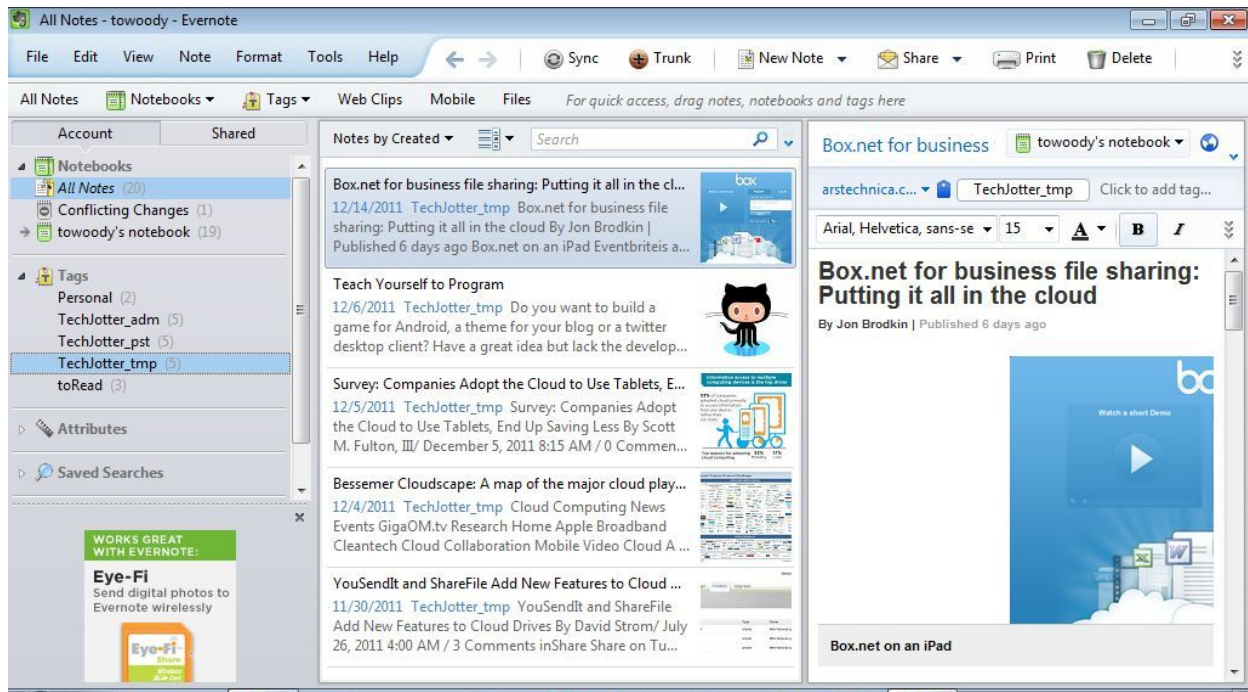 All Notes - towoody - Evernote
File Edit View Note Format Tools Help Sync Trunk New Note Share Print Delete
All Notes Notebooks Tags Web Clips Mobile Files For quick access, drag notes, notebooks and tags here
Account Shared
Notebooks
All Notes (20)
Conflicting Changes (1)
towoody's notebook (19)
Tags
Personal (2)
TechJotter_adm (5)
TechJotter_pst (5)
TechJotter_tmp (5)
toRead (3)
Attributes
Saved Searches
WORKS GREAT
WITH EVERNOTE:
Eye-Fi
Send digital photos to
Evernote wirelessly
Eye-Fi
Share
Notes by Created Search
Box.net for business file sharing: Putting it all in the cl...
12/14/2011 TechJotter_tmp Box.net for business file
sharing: Putting it all in the cloud By Jon Brodkin |
Published 6 days ago Box.net on an iPad Eventbriteis a...
box
Teach Yourself to Program
12/6/2011 TechJotter_tmp Do you want to build a
game for Android, a theme for your blog or a twitter
desktop client? Have a great idea but lack the develop...
Survey: Companies Adopt the Cloud to Use Tablets, E...
12/5/2011 TechJotter_tmp Survey: Companies Adopt
the Cloud to Use Tablets, End Up Saving Less By Scott
M. Fulton, III/ December 5, 2011 8:15 AM / 0 Commen...
Bessemer Cloudscape: A map of the major cloud play...
12/4/2011 TechJotter_tmp Cloud Computing News
Events GigaOM.tv Research Home Apple Broadband
Cleantech Cloud Collaboration Mobile Video Cloud A ...
YouSendIt and ShareFile Add New Features to Cloud ...
11/30/2011 TechJotter_tmp YouSendIt and ShareFile
Add New Features to Cloud Drives By David Strom/ July
26, 2011 4:00 AM / 3 Comments inShare Share on Tu...
Box.net for business towoody's notebook
arstechnica.c... TechJotter_tmp Click to add tag...
Arial, Helvetica, sans-se 15 A B I
Box.net for business file sharing:
Putting it all in the cloud
By Jon Brodkin | Published 6 days ago
box
Watch a short Demo
Box.net on an iPad